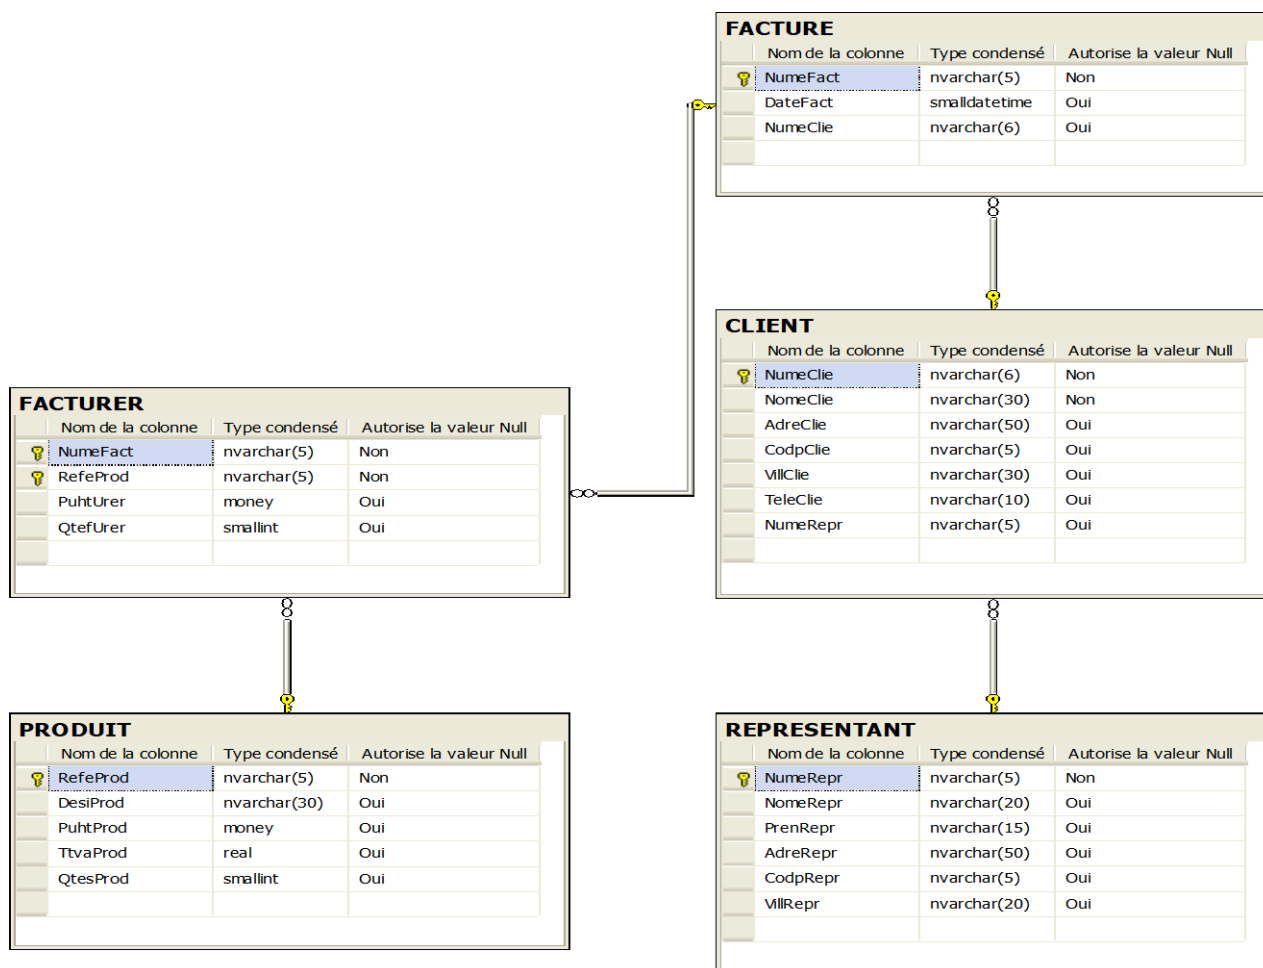 FACTURE
Nom de la colonne Type condensé Autorise la valeur Null
NumeFact nvarchar(5) Non
DateFact smalldatetime Oui
NumeClie nvarchar(6) Oui
CLIENT
Nom de la colonne Type condensé Autorise la valeur Null
NumeClie nvarchar(6) Non
NomeClie nvarchar(30) Non
AdreClie nvarchar(50) Oui
CodpClie nvarchar(5) Oui
VillClie nvarchar(30) Oui
TeleClie nvarchar(10) Oui
NumeRepr nvarchar(5) Oui
FACTURER
Nom de la colonne Type condensé Autorise la valeur Null
NumeFact nvarchar(5) Non
RefeProd nvarchar(5) Non
PuhtUrer money Oui
QtefUrer smallint Oui
PRODUIT
Nom de la colonne Type condensé Autorise la valeur Null
RefeProd nvarchar(5) Non
DesiProd nvarchar(30) Oui
PuhtProd money Oui
TtvaProd real Oui
QtesProd smallint Oui
REPRESENTANT
Nom de la colonne Type condensé Autorise la valeur Null
NumeRepr nvarchar(5) Non
NomeRepr nvarchar(20) Oui
PrenRepr nvarchar(15) Oui
AdreRepr nvarchar(50) Oui
CodpRepr nvarchar(5) Oui
VillRepr nvarchar(20) Oui